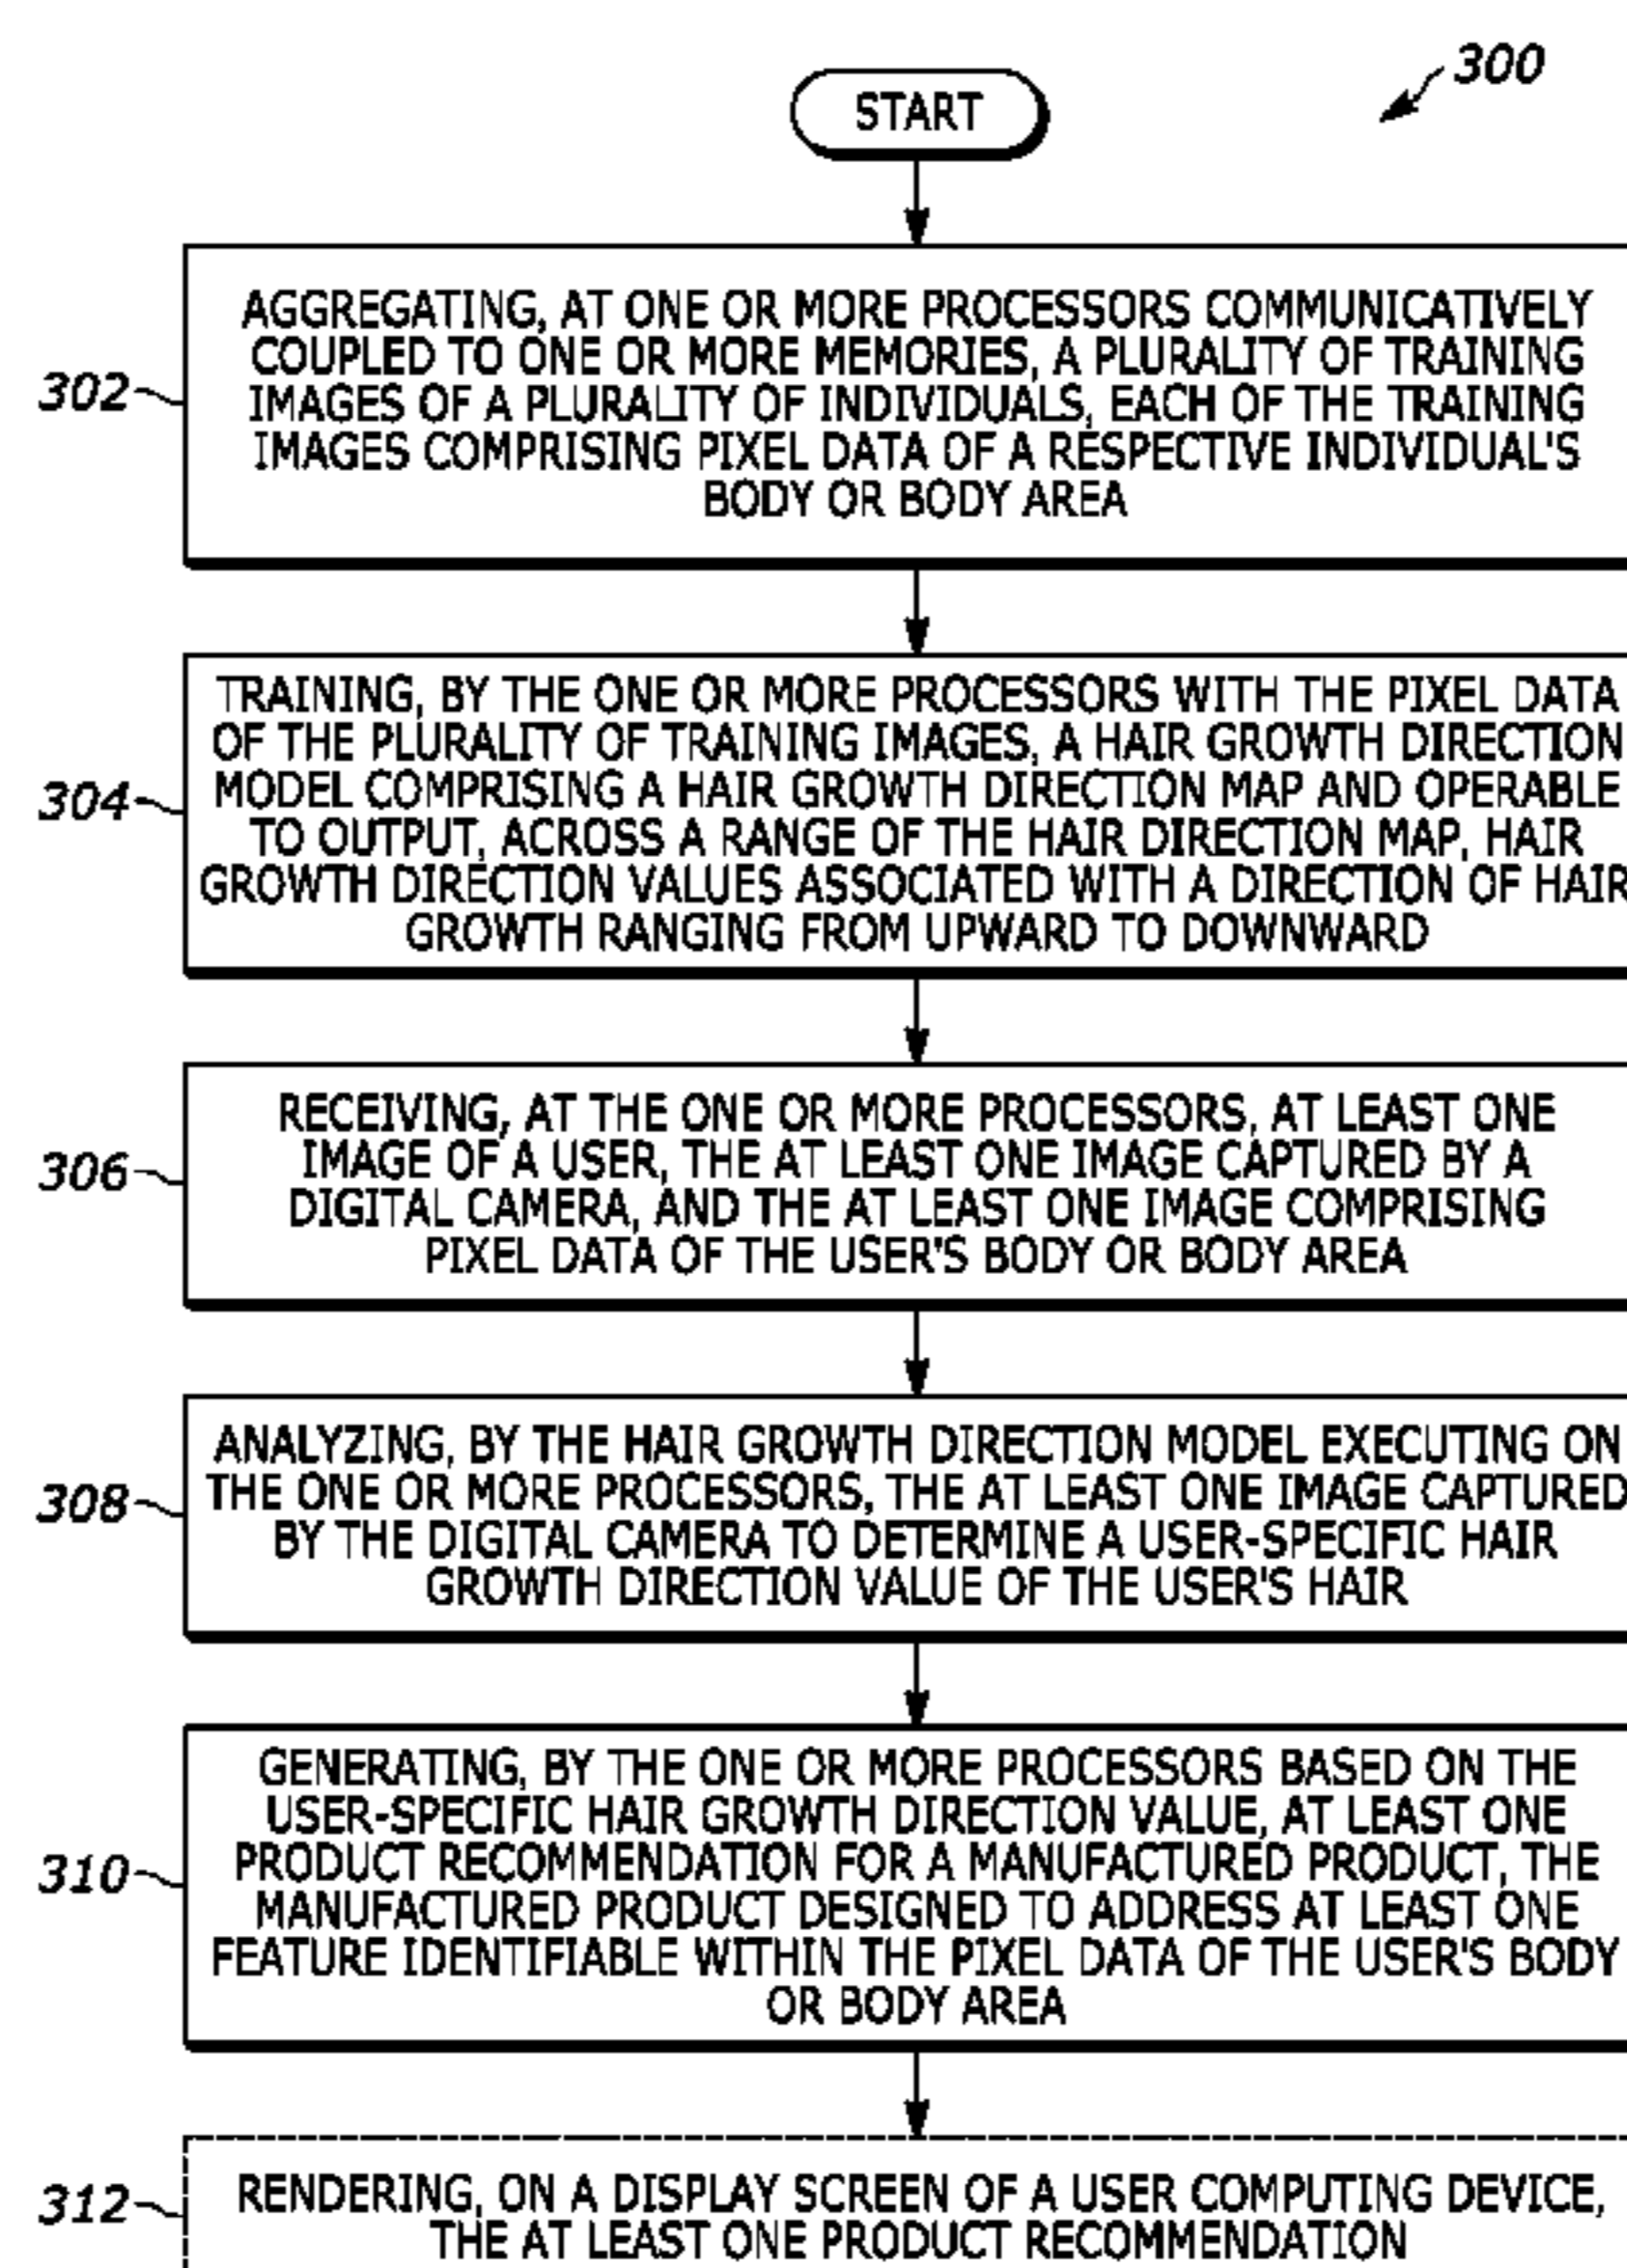 300
START
302
AGGREGATING, AT ONE OR MORE PROCESSORS COMMUNICATIVELY
COUPLED TO ONE OR MORE MEMORIES, A PLURALITY OF TRAINING
IMAGES OF A PLURALITY OF INDIVIDUALS, EACH OF THE TRAINING
IMAGES COMPRISING PIXEL DATA OF A RESPECTIVE INDIVIDUAL'S
BODY OR BODY AREA
304
TRAINING, BY THE ONE OR MORE PROCESSORS WITH THE PIXEL DATA
OF THE PLURALITY OF TRAINING IMAGES, A HAIR GROWTH DIRECTION
MODEL COMPRISING A HAIR GROWTH DIRECTION MAP AND OPERABLE
TO OUTPUT, ACROSS A RANGE OF THE HAIR DIRECTION MAP, HAIR
GROWTH DIRECTION VALUES ASSOCIATED WITH A DIRECTION OF HAIR
GROWTH RANGING FROM UPWARD TO DOWNWARD
306
RECEIVING, AT THE ONE OR MORE PROCESSORS, AT LEAST ONE
IMAGE OF A USER, THE AT LEAST ONE IMAGE CAPTURED BY A
DIGITAL CAMERA, AND THE AT LEAST ONE IMAGE COMPRISING
PIXEL DATA OF THE USER'S BODY OR BODY AREA
308
ANALYZING, BY THE HAIR GROWTH DIRECTION MODEL EXECUTING ON
THE ONE OR MORE PROCESSORS, THE AT LEAST ONE IMAGE CAPTURED
BY THE DIGITAL CAMERA TO DETERMINE A USER-SPECIFIC HAIR
GROWTH DIRECTION VALUE OF THE USER'S HAIR
310
GENERATING, BY THE ONE OR MORE PROCESSORS BASED ON THE
USER-SPECIFIC HAIR GROWTH DIRECTION VALUE, AT LEAST ONE
PRODUCT RECOMMENDATION FOR A MANUFACTURED PRODUCT, THE
MANUFACTURED PRODUCT DESIGNED TO ADDRESS AT LEAST ONE
FEATURE IDENTIFIABLE WITHIN THE PIXEL DATA OF THE USER'S BODY
OR BODY AREA
312
RENDERING, ON A DISPLAY SCREEN OF A USER COMPUTING DEVICE,
THE AT LEAST ONE PRODUCT RECOMMENDATION